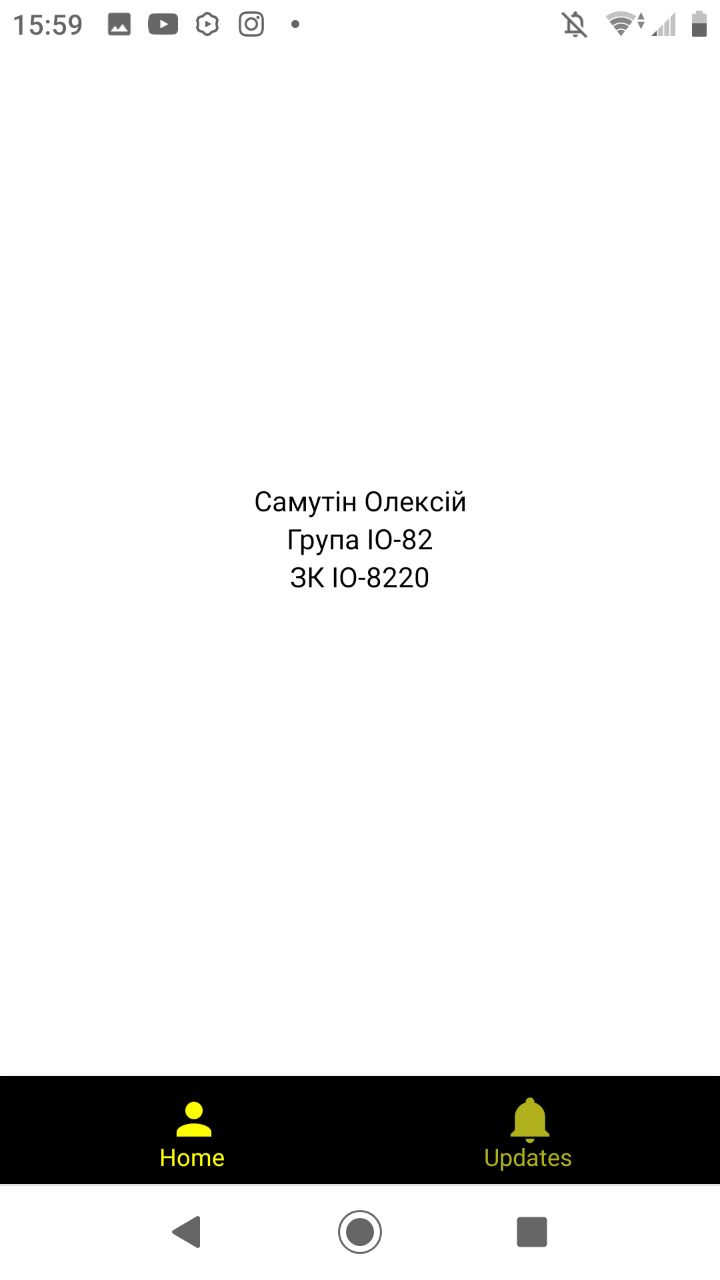 15:59
Самутін Олексій
Група ІО-82
ЗК ІО-8220
Home
Updates